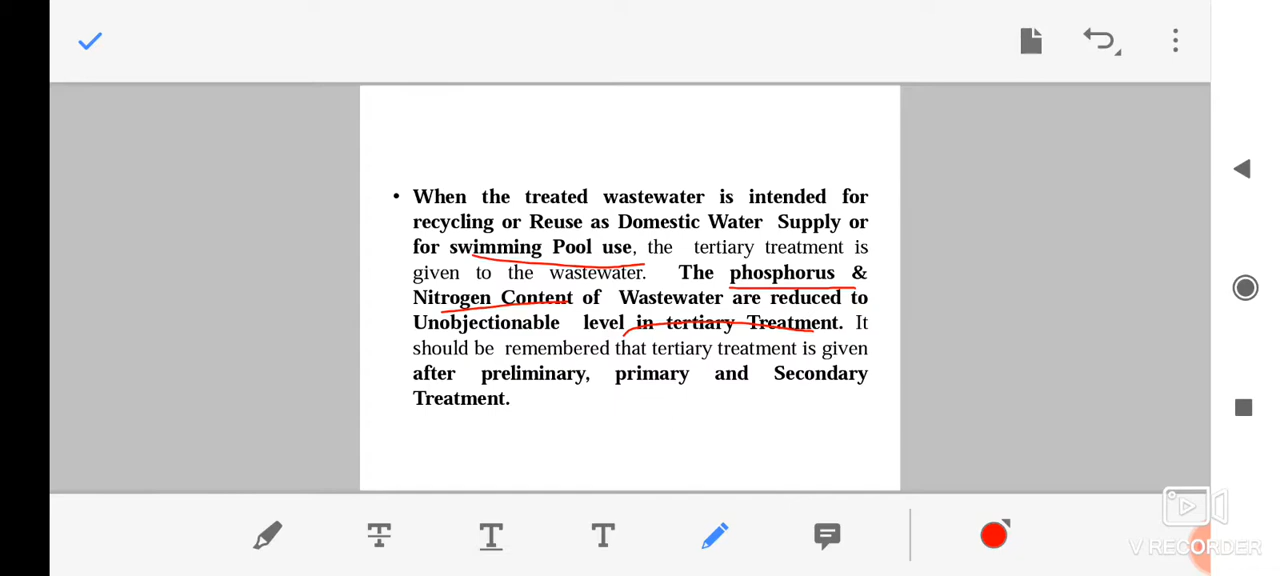 • When the treated wastewater is intended for
recycling or Reuse as Domestic Water Supply or
for swimming Pool use, the tertiary treatment is
given to the wastewater. The phosphorus &
Nitrogen Content of Wastewater are reduced to
Unobjectionable level in tertiary Treatment. It
should be remembered that tertiary treatment is given
after preliminary, primary and Secondary
Treatment.
T T T
V RECORDER